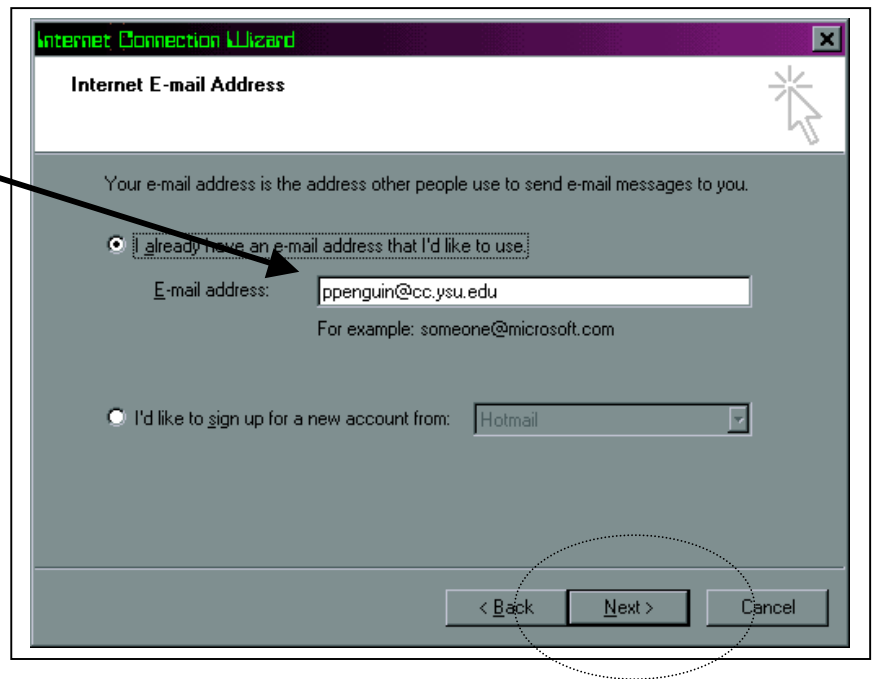 Internet Connection Wizard
Internet E-mail Address
Your e-mail address is the address other people use to send e-mail messages to you.
I already have an e-mail address that I'd like to use.
E-mail address: ppenguin@cc.ysu.edu
For example: someone@microsoft.com
I'd like to sign up for a new account from: Hotmail
< Back Next > Cancel